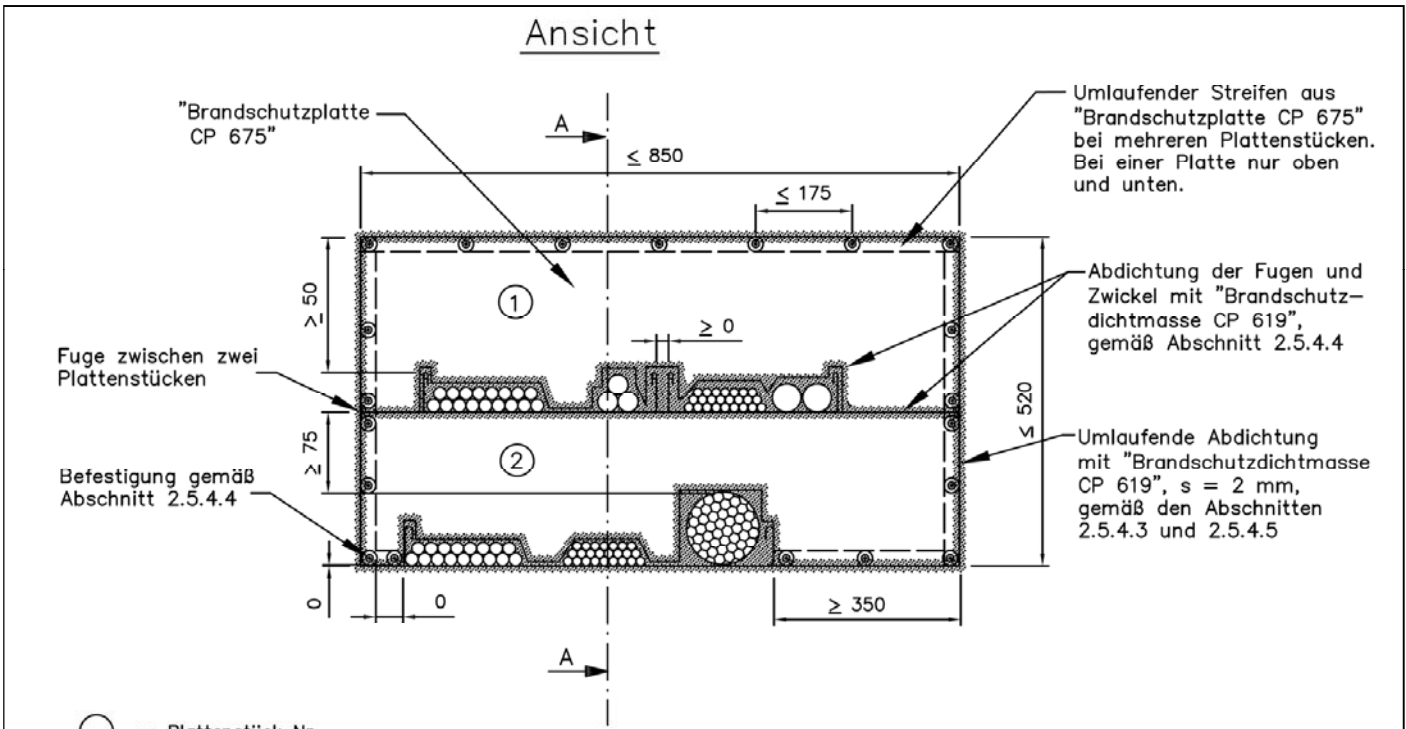 Ansicht
"Brandschutzplatte
CP 675"
A
≤ 850
≤ 175
Umlaufender Streifen aus
"Brandschutzplatte CP 675"
bei mehreren Plattenstücken.
Bei einer Platte nur oben
und unten.
≥ 50
1
≥ 0
Abdichtung der Fugen und
Zwickel mit "Brandschutz-
dichtmasse CP 619",
gemäß Abschnitt 2.5.4.4
Fuge zwischen zwei
Plattenstücken
≤ 520
≥ 75
2
Umlaufende Abdichtung
mit "Brandschutzdichtmasse
CP 619", s = 2 mm,
gemäß den Abschnitten
2.5.4.3 und 2.5.4.5
Befestigung gemäß
Abschnitt 2.5.4.4
0
0
≥ 350
A
Plattenstück Nr